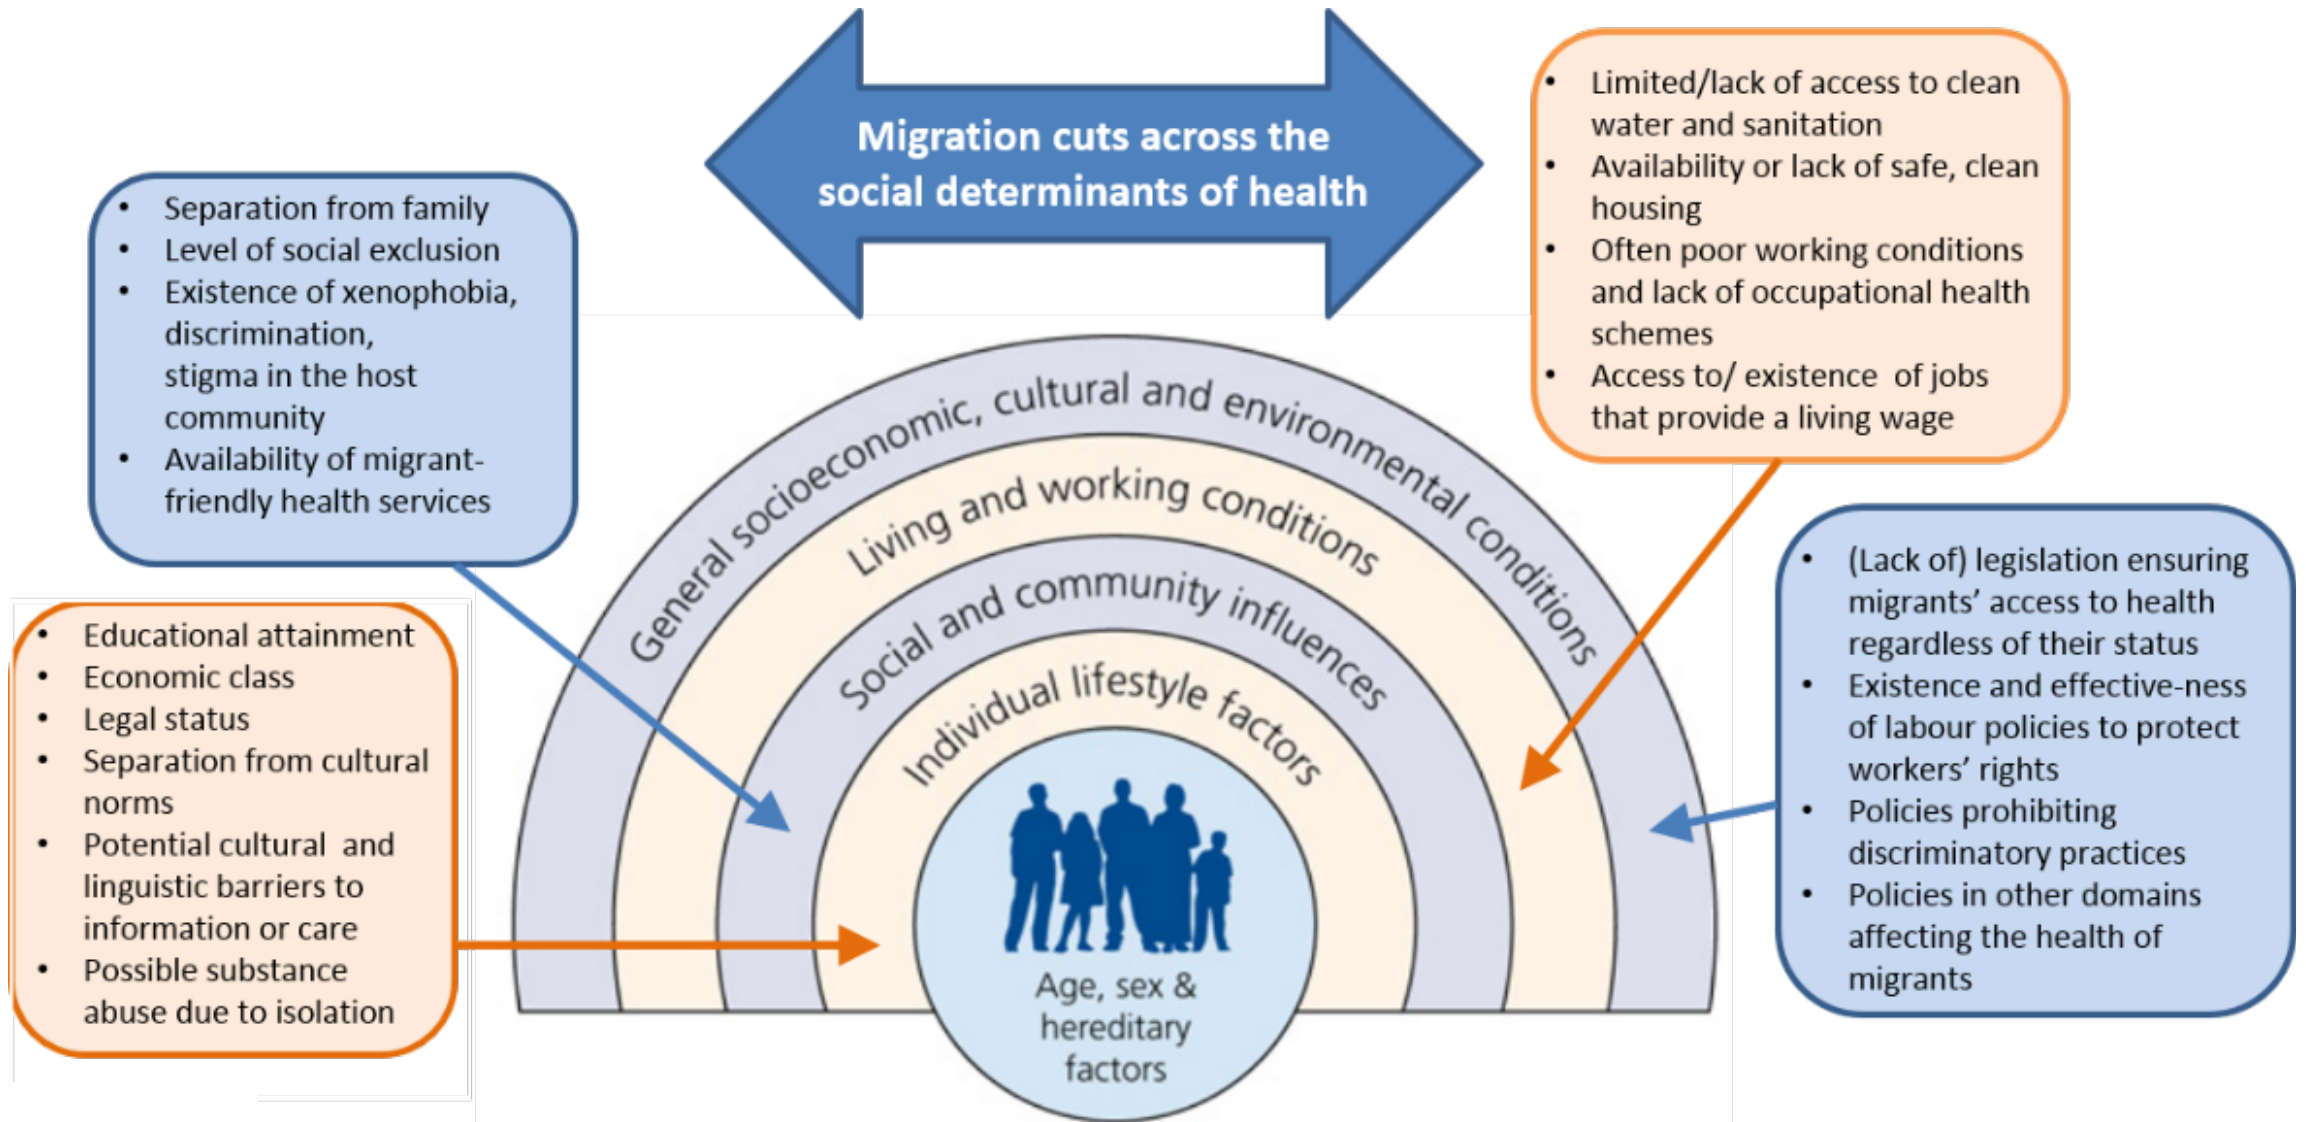 Migration cuts across the
social determinants of health
• Separation from family
• Level of social exclusion
• Existence of xenophobia,
discrimination,
stigma in the host
community
• Availability of migrant-
friendly health services
• Limited/lack of access to clean
water and sanitation
• Availability or lack of safe, clean
housing
• Often poor working conditions
and lack of occupational health
schemes
• Access to/ existence  of jobs
that provide a living wage
• Educational attainment
• Economic class
• Legal status
• Separation from cultural
norms
• Potential cultural  and
linguistic barriers to
information or care
• Possible substance
abuse due to isolation
General socioeconomic, cultural and environmental conditions
Living and working conditions
Social and community influences
Individual lifestyle factors
Age, sex &
hereditary
factors
• (Lack of) legislation ensuring
migrants’ access to health
regardless of their status
• Existence and effective-ness
of labour policies to protect
workers’ rights
• Policies prohibiting
discriminatory practices
• Policies in other domains
affecting the health of
migrants